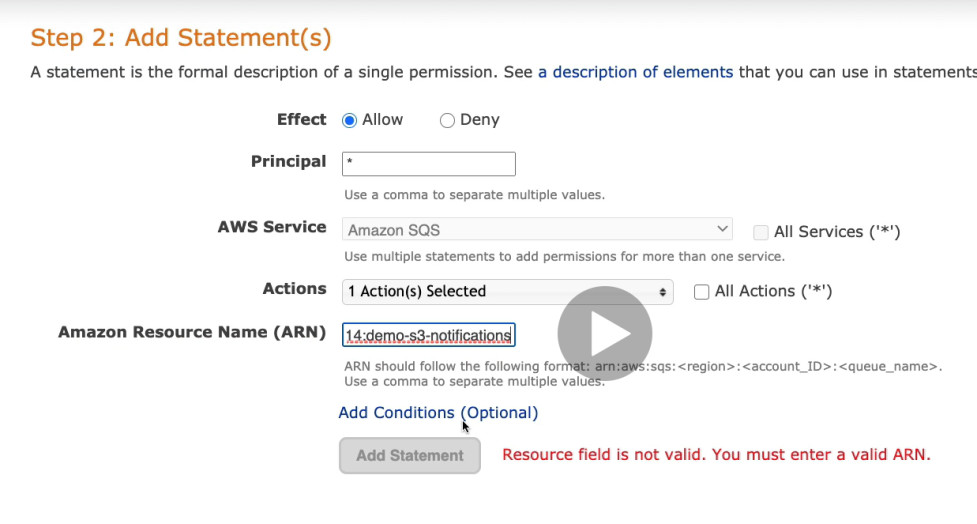 Step 2: Add Statement(s)
A statement is the formal description of a single permission. See a description of elements that you can use in statements
Effect Allow Deny
Principal *
Use a comma to separate multiple values.
AWS Service Amazon SQS All Services ('*')
Use multiple statements to add permissions for more than one service.
Actions 1 Action(s) Selected All Actions ('*')
Amazon Resource Name (ARN) 14:demo-s3-notifications
ARN should follow the following format: arn:aws:sqs:<region>:<account_ID>:<queue_name>.
Use a comma to separate multiple values.
Add Conditions (Optional)
Add Statement Resource field is not valid. You must enter a valid ARN.